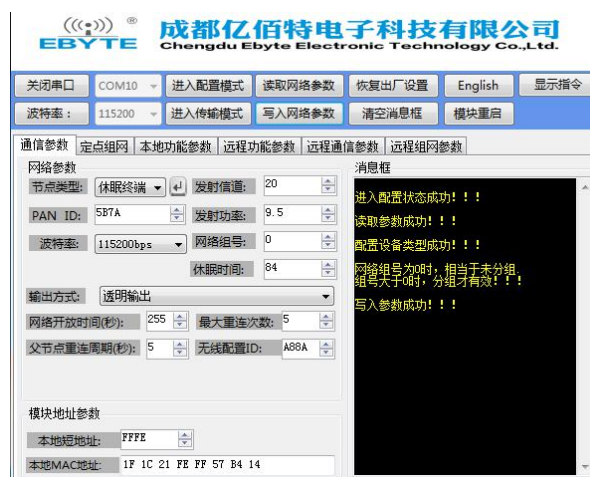 (((•))) ®
EBYTE
成都亿佰特电子科技有限公司
Chengdu Ebyte Electronic Technology Co.,Ltd.
关闭串口 COM10 进入配置模式 读取网络参数 恢复出厂设置 English 显示指令
波特率： 115200 进入传输模式 写入网络参数 清空消息框 模块重启
通信参数 定点组网 本地功能参数 远程功能参数 远程通信参数 远程组网参数
网络参数
节点类型: 休眠终端 发射信道: 20
PAN ID: 5B7A 发射功率: 9.5
波特率: 115200bps 网络组号: 0
休眠时间: 84
输出方式: 透明输出
网络开放时间(秒): 255 最大重连次数: 5
父节点重连周期(秒): 5 无线配置ID: A88A
模块地址参数
本地短地址: FFFE
本地MAC地址: 1F 1C 21 FE FF 57 B4 14
消息框
进入配置状态成功！！！
读取参数成功！！！
配置设备类型成功！！！
网络组号为0时，相当于未分组，
组号大于0时，分组才有效！！！
写入参数成功！！！